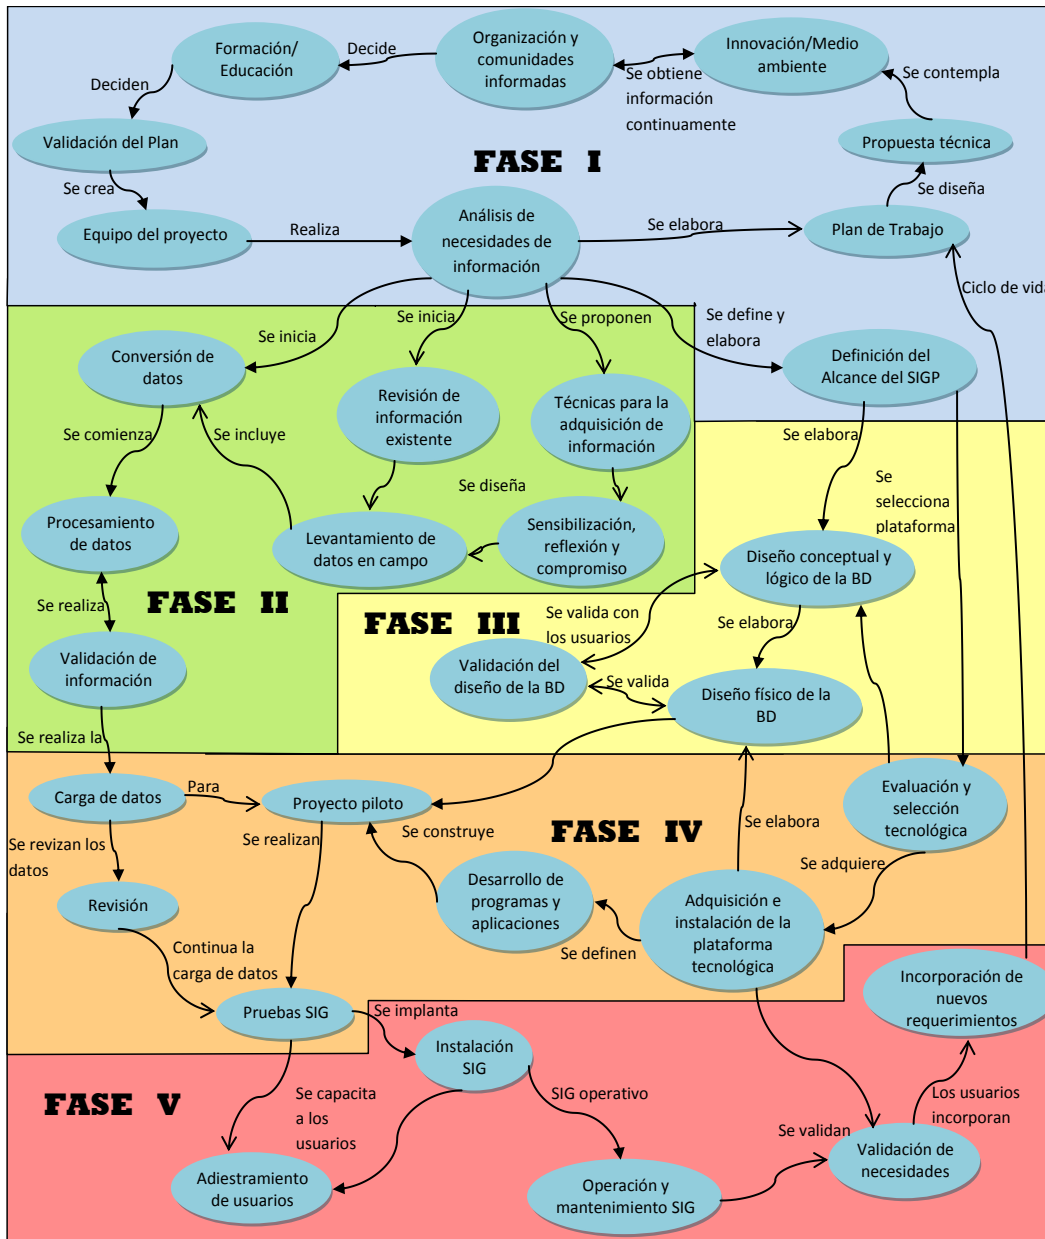 Formación/
Educación
Decide
Organización y
comunidades
informadas
Innovación/Medio
ambiente
Se obtiene
información
continuamente
Se contempla
Deciden
Validación del Plan
Propuesta técnica
FASE I
Se crea
Se diseña
Equipo del proyecto
Realiza
Análisis de
necesidades de
información
Se elabora
Plan de Trabajo
Ciclo de vida
Se inicia
Se inicia
Se proponen
Se define y
elabora
Conversión de
datos
Definición del
Alcance del SIGP
Revisión de
información
existente
Técnicas para la
adquisición de
información
Se comienza
Se incluye
Se elabora
Se diseña
Se
selecciona
plataforma
Procesamiento
de datos
Levantamiento de
datos en campo
Sensibilización,
reflexión y
compromiso
Diseño conceptual y
lógico de la BD
Se realiza
FASE II
FASE III
Se valida con
los usuarios
Se elabora
Validación de
información
Validación del
diseño de la BD
Se valida
Diseño físico de la
BD
Se realiza la
Carga de datos
Para
Proyecto piloto
Evaluación y
selección
tecnológica
Se revizan los
datos
Se realizan
Se construye
FASE IV
Se elabora
Se adquiere
Revisión
Desarrollo de
programas y
aplicaciones
Adquisición e
instalación de la
plataforma
tecnológica
Continua la
carga de datos
Se definen
Incorporación de
nuevos
requerimientos
Pruebas SIG
Se implanta
Instalación
SIG
FASE V
Se capacita
a los
usuarios
SIG operativo
Los usuarios
incorporan
Se validan
Adiestramiento
de usuarios
Operación y
mantenimiento SIG
Validación de
necesidades